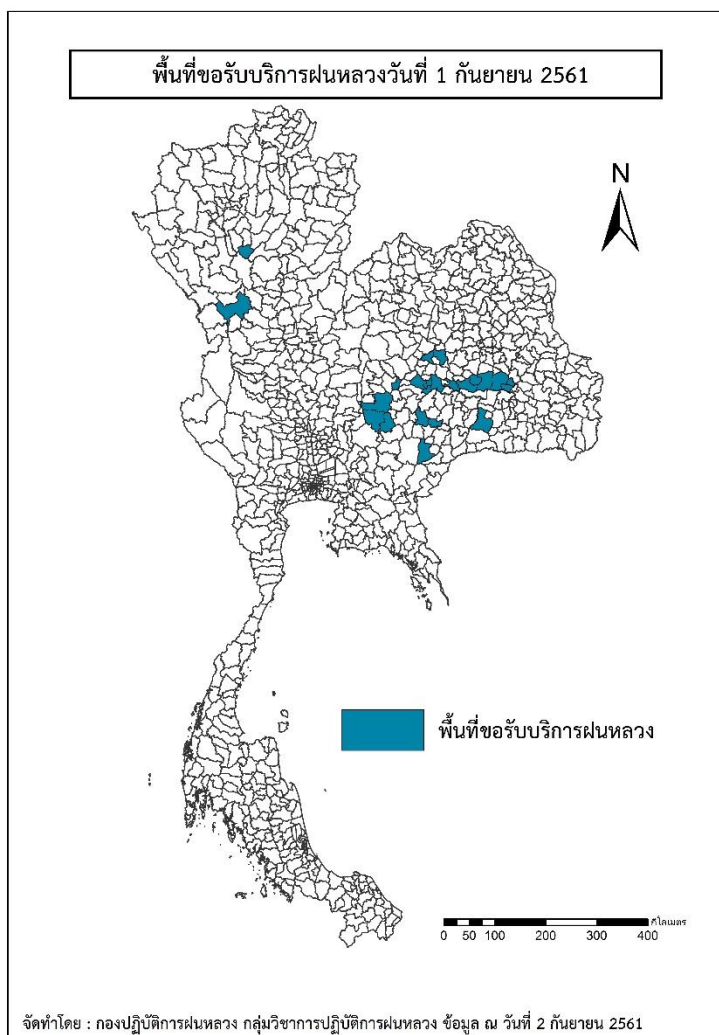 พื้นที่ขอรับบริการฝนหลวงวันที่ 1 กันยายน 2561
N
พื้นที่ขอรับบริการฝนหลวง
กิโลเมตร
0 50 100 200 300 400
จัดทำโดย : กองปฏิบัติการฝนหลวง กลุ่มวิชาการปฏิบัติการฝนหลวง ข้อมูล ณ วันที่ 2 กันยายน 2561